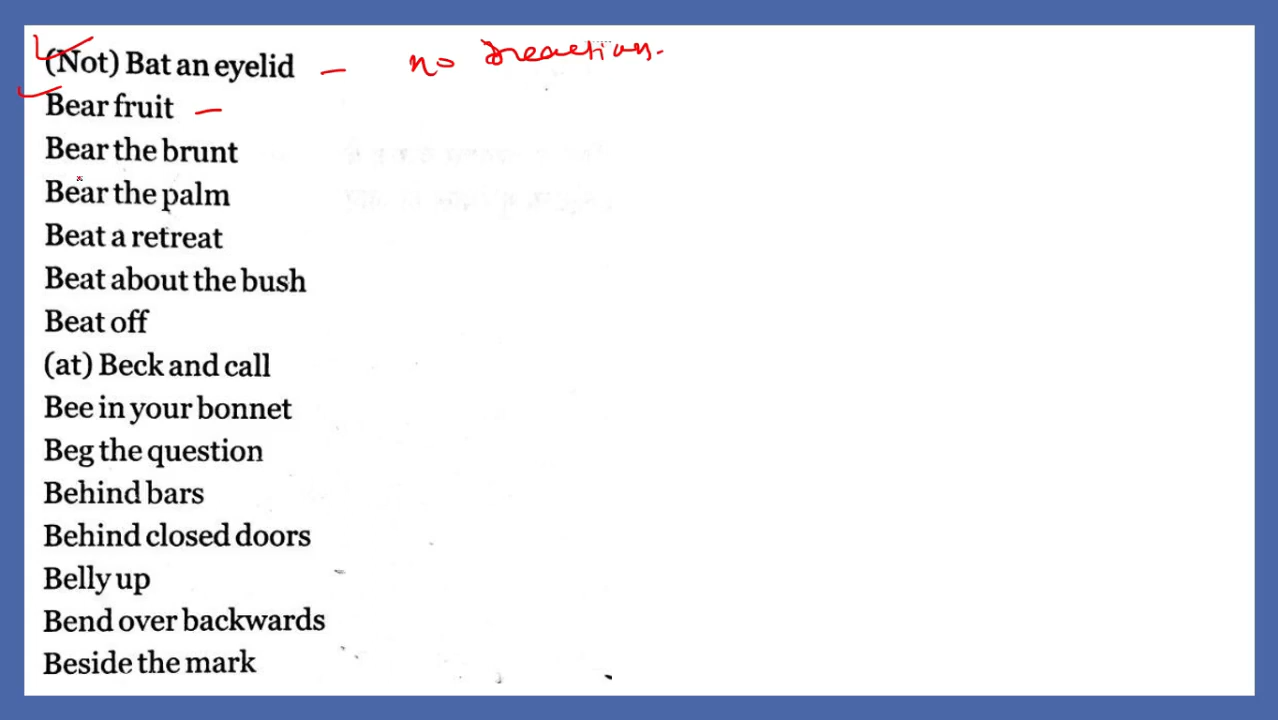 (Not) Bat an eyelid – no reaction.
Bear fruit –
Bear the brunt
Bear the palm
Beat a retreat
Beat about the bush
Beat off
(at) Beck and call
Bee in your bonnet
Beg the question
Behind bars
Behind closed doors
Belly up
Bend over backwards
Beside the mark